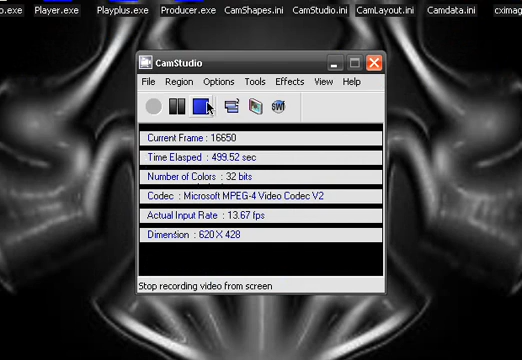 Player.exe Playplus.exe Producer.exe CamShapes.ini CamStudio.ini CamLayout.ini Camdata.ini
CamStudio
File Region Options Tools Effects View Help
SWF
Current Frame : 16650
Time Elasped : 499.52 sec
Number of Colors : 32 bits
Codec : Microsoft MPEG-4 Video Codec V2
Actual Input Rate : 13.67 fps
Dimension : 620 X 428
Stop recording video from screen